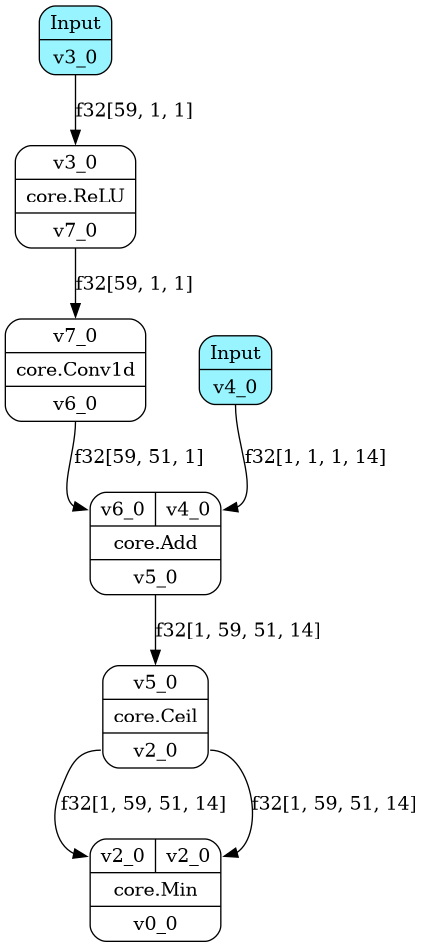 Input
v3_0
f32[59, 1, 1]
v3_0
core.ReLU
v7_0
f32[59, 1, 1]
v7_0
core.Conv1d
v6_0
Input
v4_0
f32[59, 51, 1]
f32[1, 1, 1, 14]
v6_0 v4_0
core.Add
v5_0
f32[1, 59, 51, 14]
v5_0
core.Ceil
v2_0
f32[1, 59, 51, 14] f32[1, 59, 51, 14]
v2_0 v2_0
core.Min
v0_0